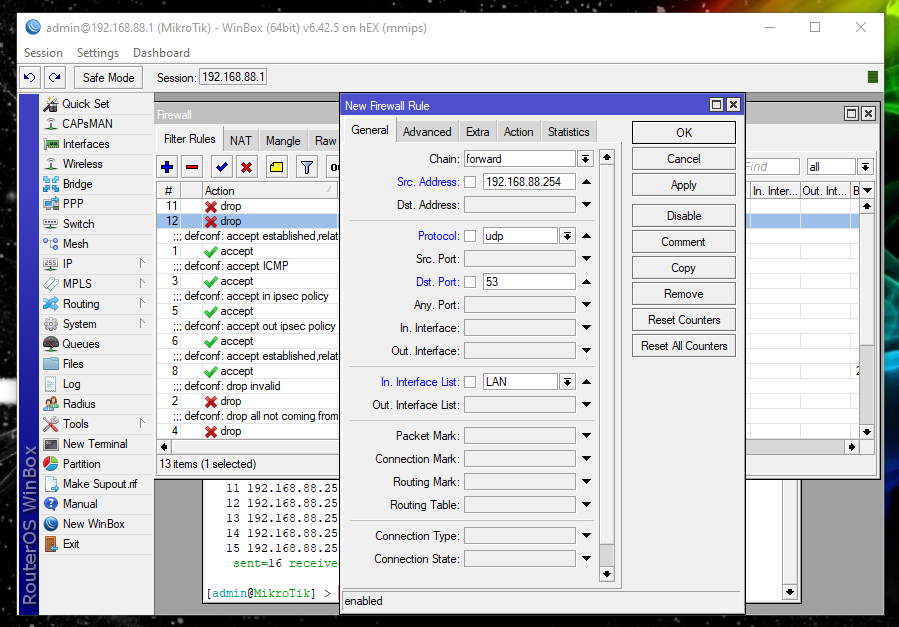 admin@192.168.88.1 (MikroTik) - WinBox (64bit) v6.42.5 on hEX (mmips)
Session Settings Dashboard
Safe Mode Session: 192.168.88.1
Quick Set
CAPsMAN
Interfaces
Wireless
Bridge
PPP
Switch
Mesh
IP
MPLS
Routing
System
Queues
Files
Log
Radius
Tools
New Terminal
Partition
Make Supout.rif
Manual
New WinBox
Exit
RouterOS WinBox
Firewall
Filter Rules NAT Mangle Raw
Find all
# Action In. Inter... Out. Int...
11 drop
12 drop
;;; defconf: accept established,relat
1 accept
;;; defconf: accept ICMP
3 accept
;;; defconf: accept in ipsec policy
5 accept
;;; defconf: accept out ipsec policy
6 accept
;;; defconf: accept established,relat
8 accept
;;; defconf: drop invalid
2 drop
;;; defconf: drop all not coming from
4 drop
13 items (1 selected)
11 192.168.88.25
12 192.168.88.25
13 192.168.88.25
14 192.168.88.25
15 192.168.88.25
sent=16 receive
[admin@MikroTik] >
New Firewall Rule
General Advanced Extra Action Statistics
Chain: forward
Src. Address: 192.168.88.254
Dst. Address:
Protocol: udp
Src. Port:
Dst. Port: 53
Any. Port:
In. Interface:
Out. Interface:
In. Interface List: LAN
Out. Interface List:
Packet Mark:
Connection Mark:
Routing Mark:
Routing Table:
Connection Type:
Connection State:
enabled
OK
Cancel
Apply
Disable
Comment
Copy
Remove
Reset Counters
Reset All Counters